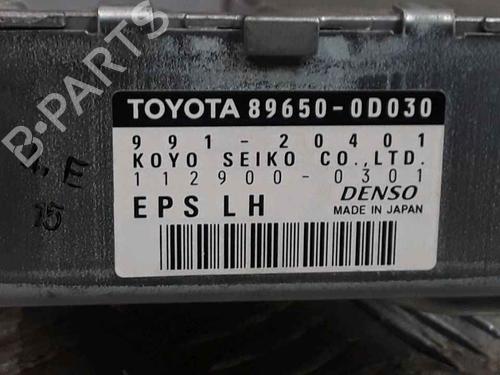 B-PARTS
TOYOTA 89650-0D030
991-20401
KOYO SEIKO CO.,LTD.
112900-0301
EPS LH
DENSO
MADE IN JAPAN
E
15